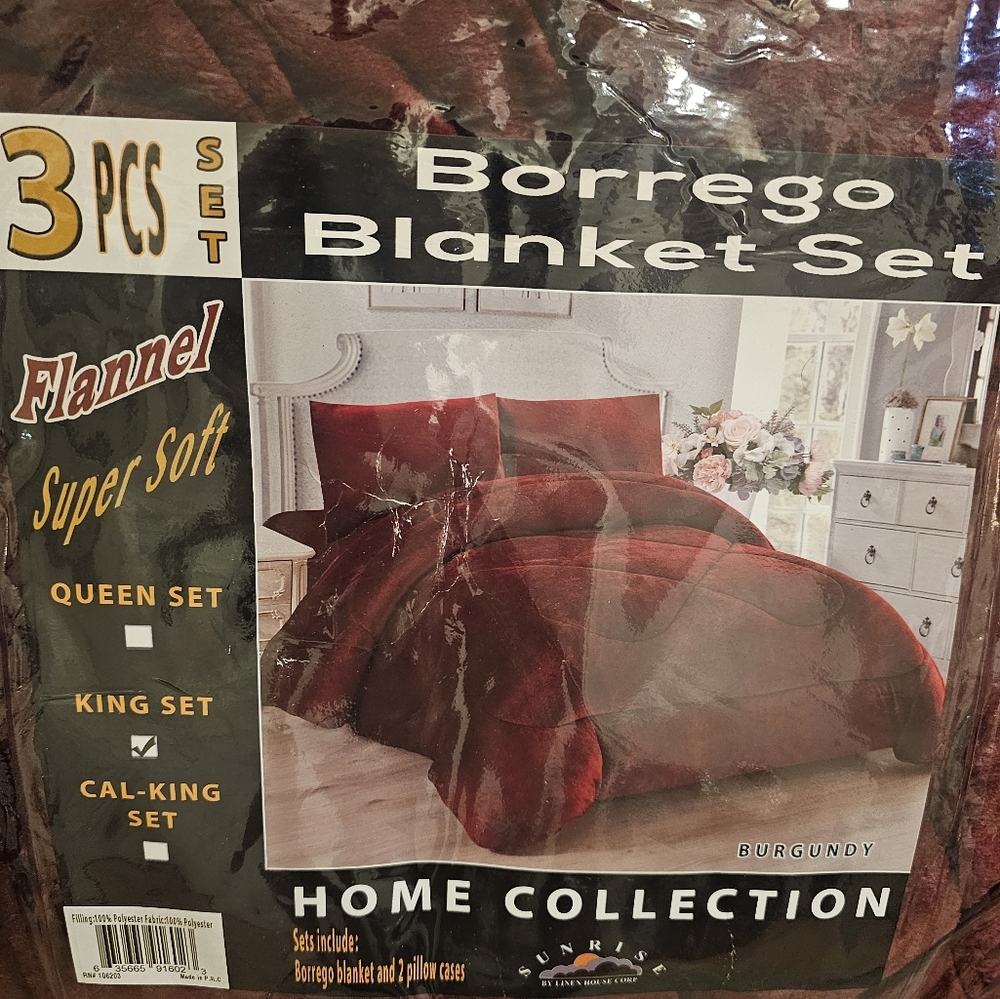 3 PCS SET
Borrego
Blanket Set
Flannel
Super Soft
QUEEN SET
KING SET
CAL-KING
SET
BURGUNDY
HOME COLLECTION
Sets include:
Borrego blanket and 2 pillow cases
SUNRISE
BY LINEN HOUSE CORP
Filling:100% Polyester Fabric:100% Polyester
6 35665 91602 3
RN# 106203
Made in P.R.C